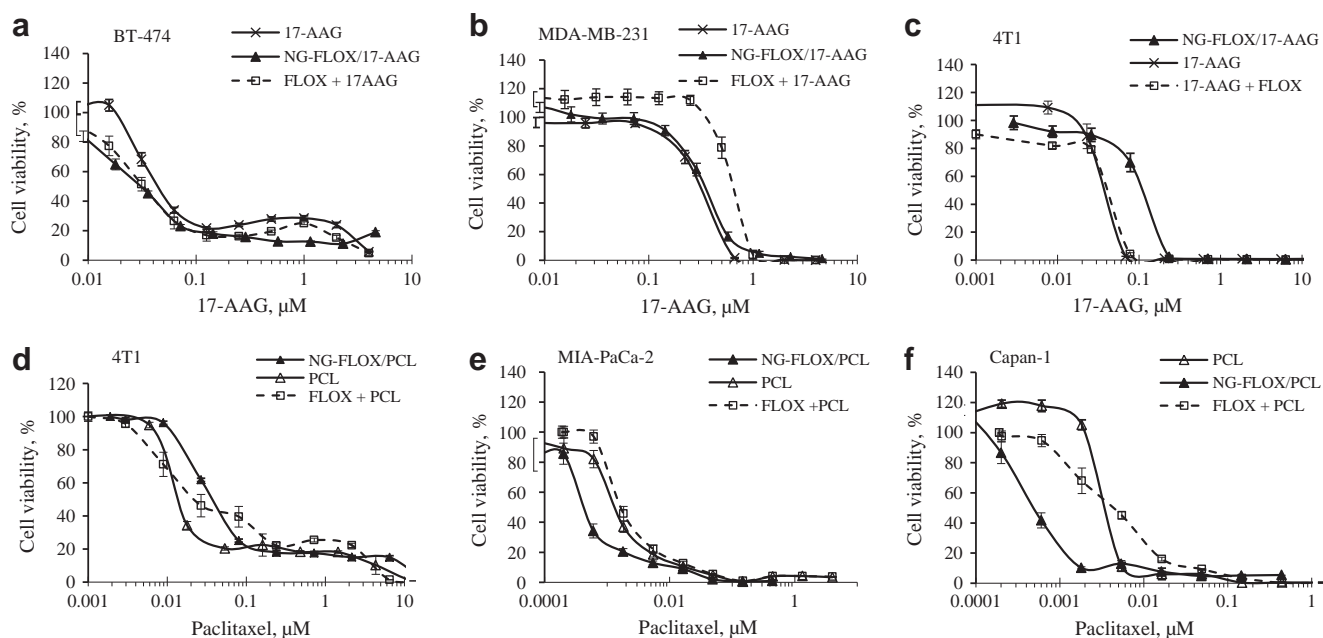 a
BT-474
17-AAG
NG-FLOX/17-AAG
FLOX + 17AAG
Cell viability, %
140
120
100
80
60
40
20
0
0.01 0.1 1 10
17-AAG, µM
b
MDA-MB-231
17-AAG
NG-FLOX/17-AAG
FLOX + 17-AAG
Cell viability, %
140
120
100
80
60
40
20
0
0.01 0.1 1 10
17-AAG, µM
c
4T1
NG-FLOX/17-AAG
17-AAG
17-AAG + FLOX
Cell viability, %
140
120
100
80
60
40
20
0
0.001 0.01 0.1 1 10
17-AAG, µM
d
4T1
NG-FLOX/PCL
PCL
FLOX + PCL
Cell viability, %
120
100
80
60
40
20
0
0.001 0.01 0.1 1 10
Paclitaxel, µM
e
MIA-PaCa-2
NG-FLOX/PCL
PCL
FLOX +PCL
Cell viability, %
140
120
100
80
60
40
20
0
0.0001 0.01 1
Paclitaxel, µM
f
Capan-1
PCL
NG-FLOX/PCL
FLOX + PCL
Cell viability, %
140
120
100
80
60
40
20
0
0.0001 0.001 0.01 0.1 1
Paclitaxel, µM